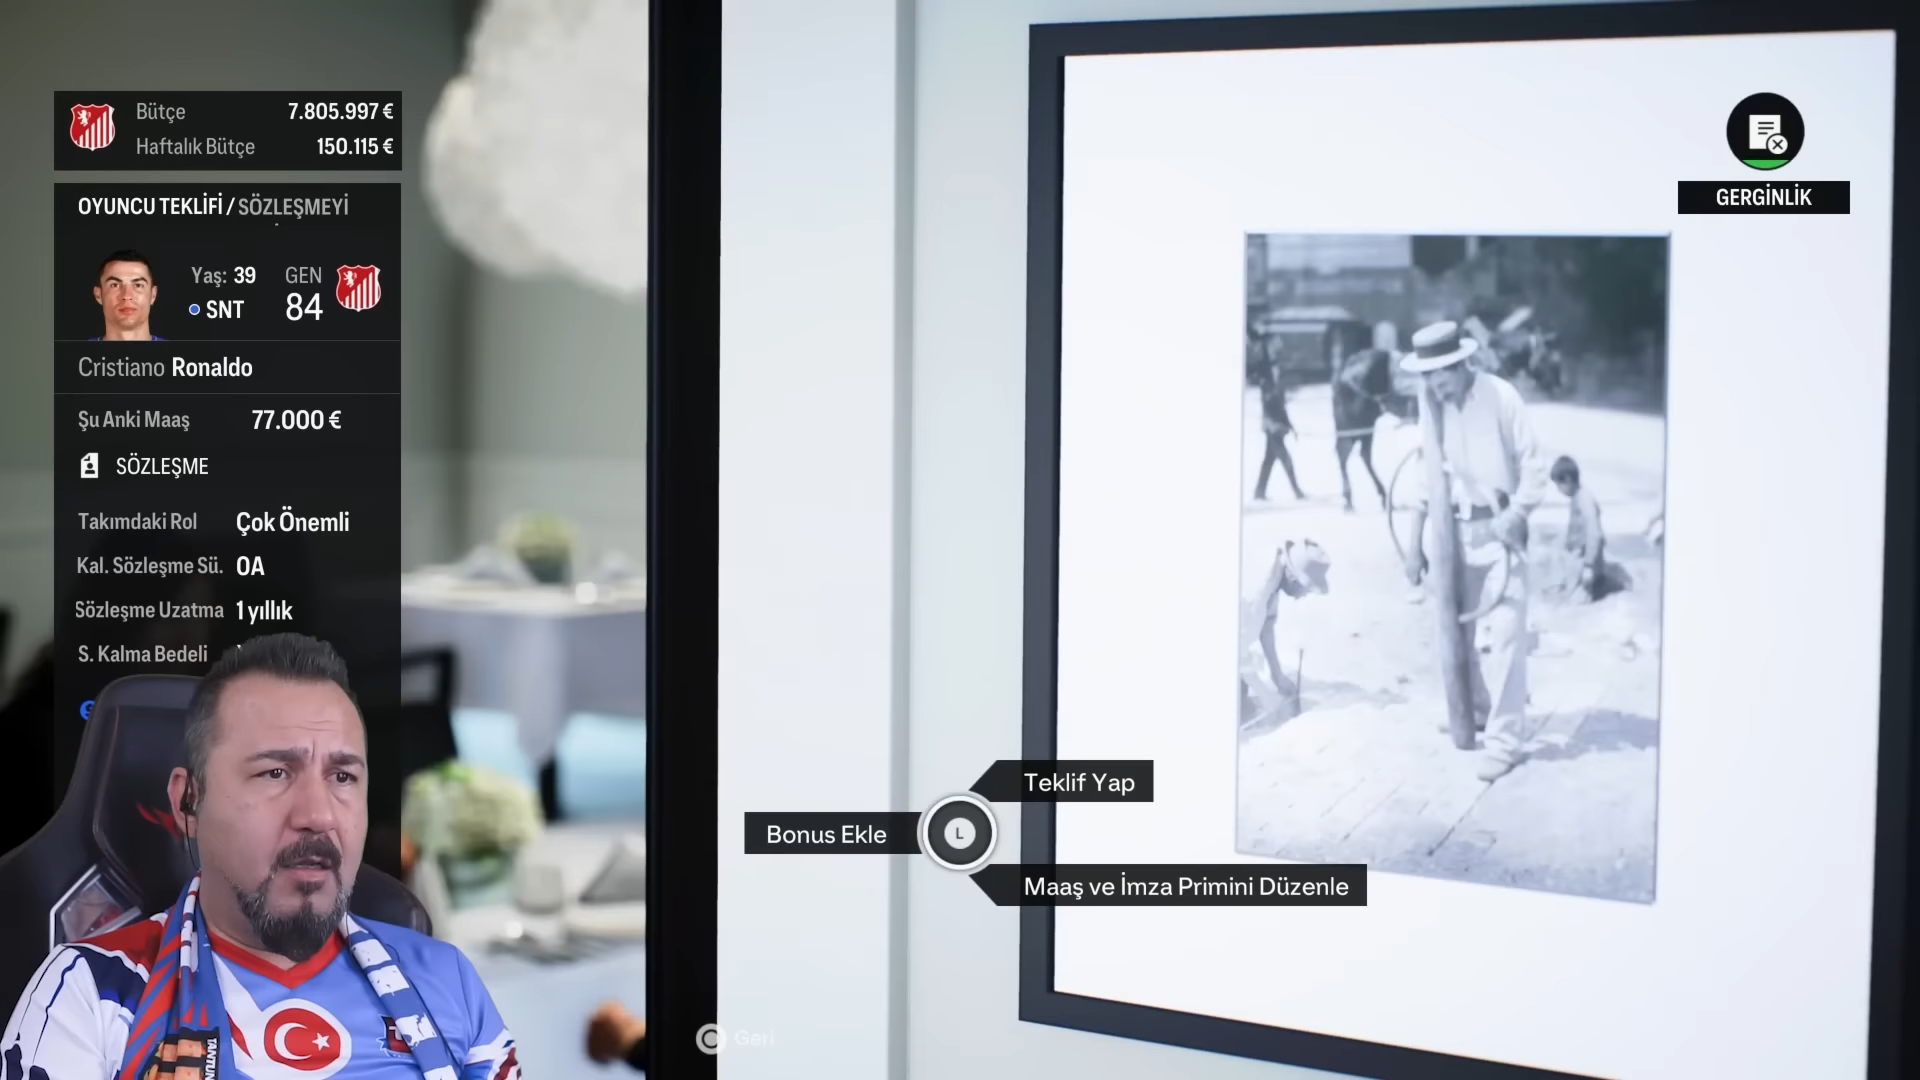 Bütçe 7.805.997 €
Haftalık Bütçe 150.115 €
OYUNCU TEKLİFİ / SÖZLEŞMEYİ
Yaş: 39 GEN
SNT 84
Cristiano Ronaldo
Şu Anki Maaş 77.000 €
SÖZLEŞME
Takımdaki Rol Çok Önemli
Kal. Sözleşme Sü. 0A
Sözleşme Uzatma 1 yıllık
S. Kalma Bedeli
GERGİNLİK
Teklif Yap
Bonus Ekle
L
Maaş ve İmza Primini Düzenle
Geri
TANTUN